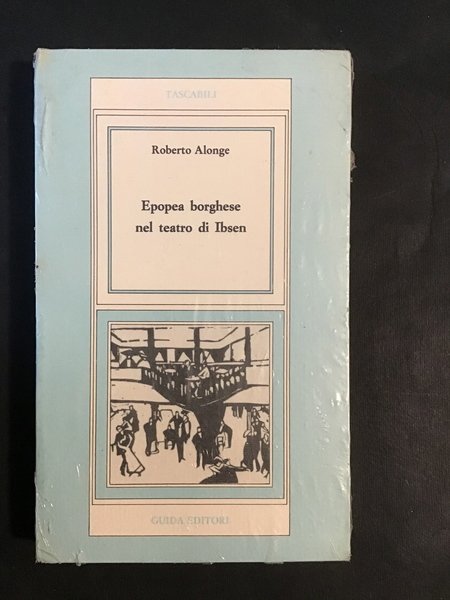 TASCABILI
Roberto Alonge
Epopea borghese
nel teatro di Ibsen
GUIDA EDITORI